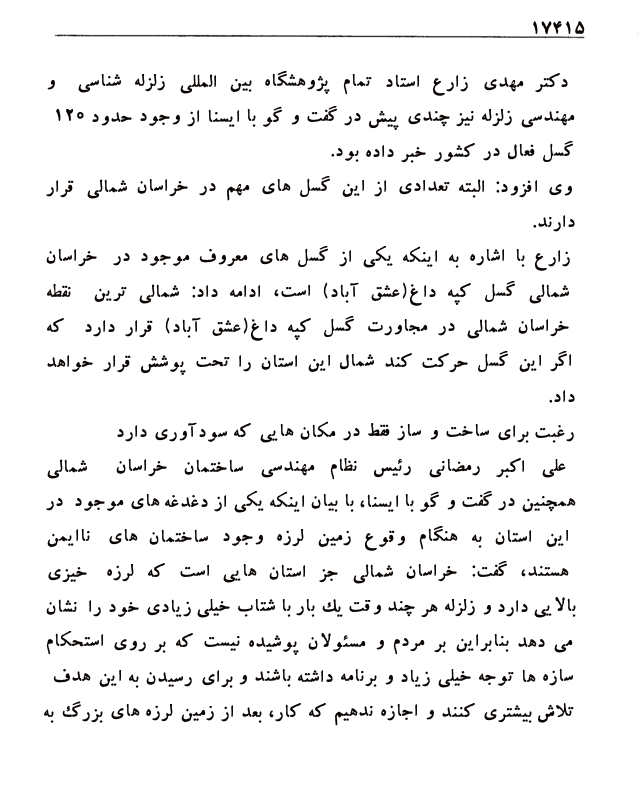 ۱۷۴۱۵
دکتر مهدی زارع استاد تمام پژوهشگاه بین المللی زلزله شناسی و
مهندسی زلزله نیز چندی پیش در گفت و گو با ایسنا از وجود حدود ۱۲۰
گسل فعال در کشور خبر داده بود.
وی افزود: البته تعدادی از این گسل های مهم در خراسان شمالی قرار
دارند.
زارع با اشاره به اینکه یکی از گسل های معروف موجود در خراسان
شمالی گسل کپه داغ(عشق آباد) است، ادامه داد: شمالی ترین نقطه
خراسان شمالی در مجاورت گسل کپه داغ(عشق آباد) قرار دارد که
اگر این گسل حرکت کند شمال این استان را تحت پوشش قرار خواهد
داد.
رغبت برای ساخت و ساز فقط در مکان هایی که سودآوری دارد
علی اکبر رمضانی رئیس نظام مهندسی ساختمان خراسان شمالی
همچنین در گفت و گو با ایسنا، با بیان اینکه یکی از دغدغه های موجود در
این استان به هنگام وقوع زمین لرزه وجود ساختمان های ناایمن
هستند، گفت: خراسان شمالی جز استان هایی است که لرزه خیزی
بالایی دارد و زلزله هر چند وقت یك بار با شتاب خیلی زیادی خود را نشان
می دهد بنابراین بر مردم و مسئولان پوشیده نیست که بر روی استحکام
سازه ها توجه خیلی زیاد و برنامه داشته باشند و برای رسیدن به این هدف
تلاش بیشتری کنند و اجازه ندهیم که کار، بعد از زمین لرزه های بزرگ به